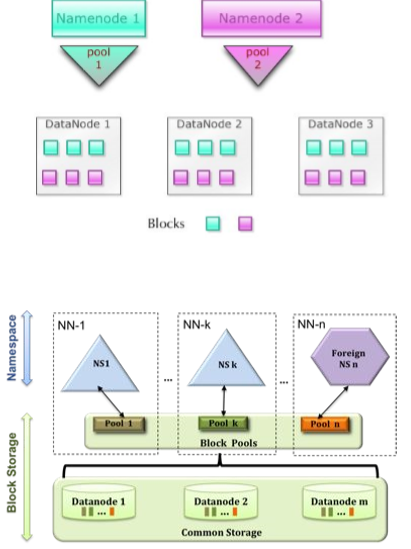 Namenode 1
Namenode 2
pool
1
pool
2
DataNode 1
DataNode 2
DataNode 3
Blocks
Namespace
NN-1
NN-k
NN-n
NS1
...
NS k
...
Foreign
NS n
Block Storage
Pool 1
Pool k
Pool n
Block Pools
Datanode 1
...
Datanode 2
...
Datanode m
...
Common Storage